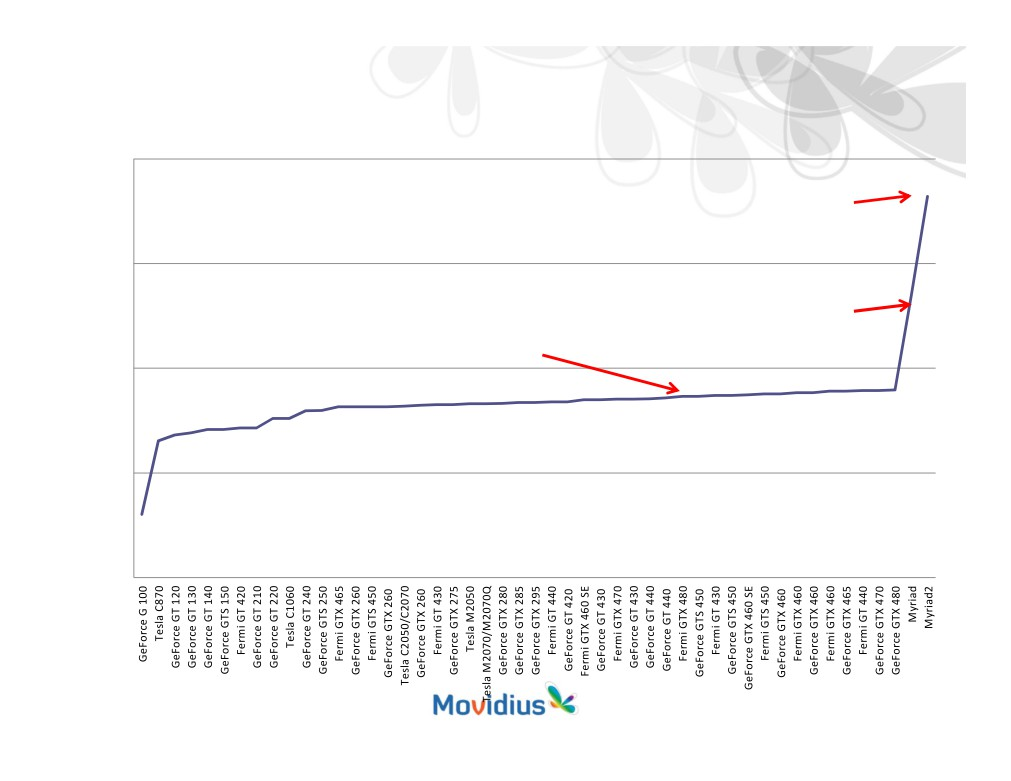 GeForce G 100
Tesla C870
GeForce GT 120
GeForce GT 130
GeForce GT 140
GeForce GTS 150
Fermi GT 420
GeForce GT 210
GeForce GT 220
Tesla C1060
GeForce GT 240
GeForce GTS 250
Fermi GTX 465
GeForce GTX 260
Fermi GTS 450
GeForce GTX 260
Tesla C2050/C2070
GeForce GTX 260
Fermi GT 430
GeForce GTX 275
Tesla M2050
Tesla M2070/M2070Q
GeForce GTX 280
GeForce GTX 285
GeForce GTX 295
Fermi GT 440
GeForce GT 420
Fermi GTX 460 SE
GeForce GT 430
Fermi GTX 470
GeForce GT 430
GeForce GT 440
GeForce GT 440
Fermi GTX 480
GeForce GTS 450
Fermi GT 430
GeForce GTS 450
GeForce GTX 460 SE
Fermi GTS 450
GeForce GTX 460
Fermi GTX 460
GeForce GTX 460
Fermi GTX 460
GeForce GTX 465
Fermi GT 440
GeForce GTX 470
GeForce GTX 480
Myriad
Myriad2
Movidius